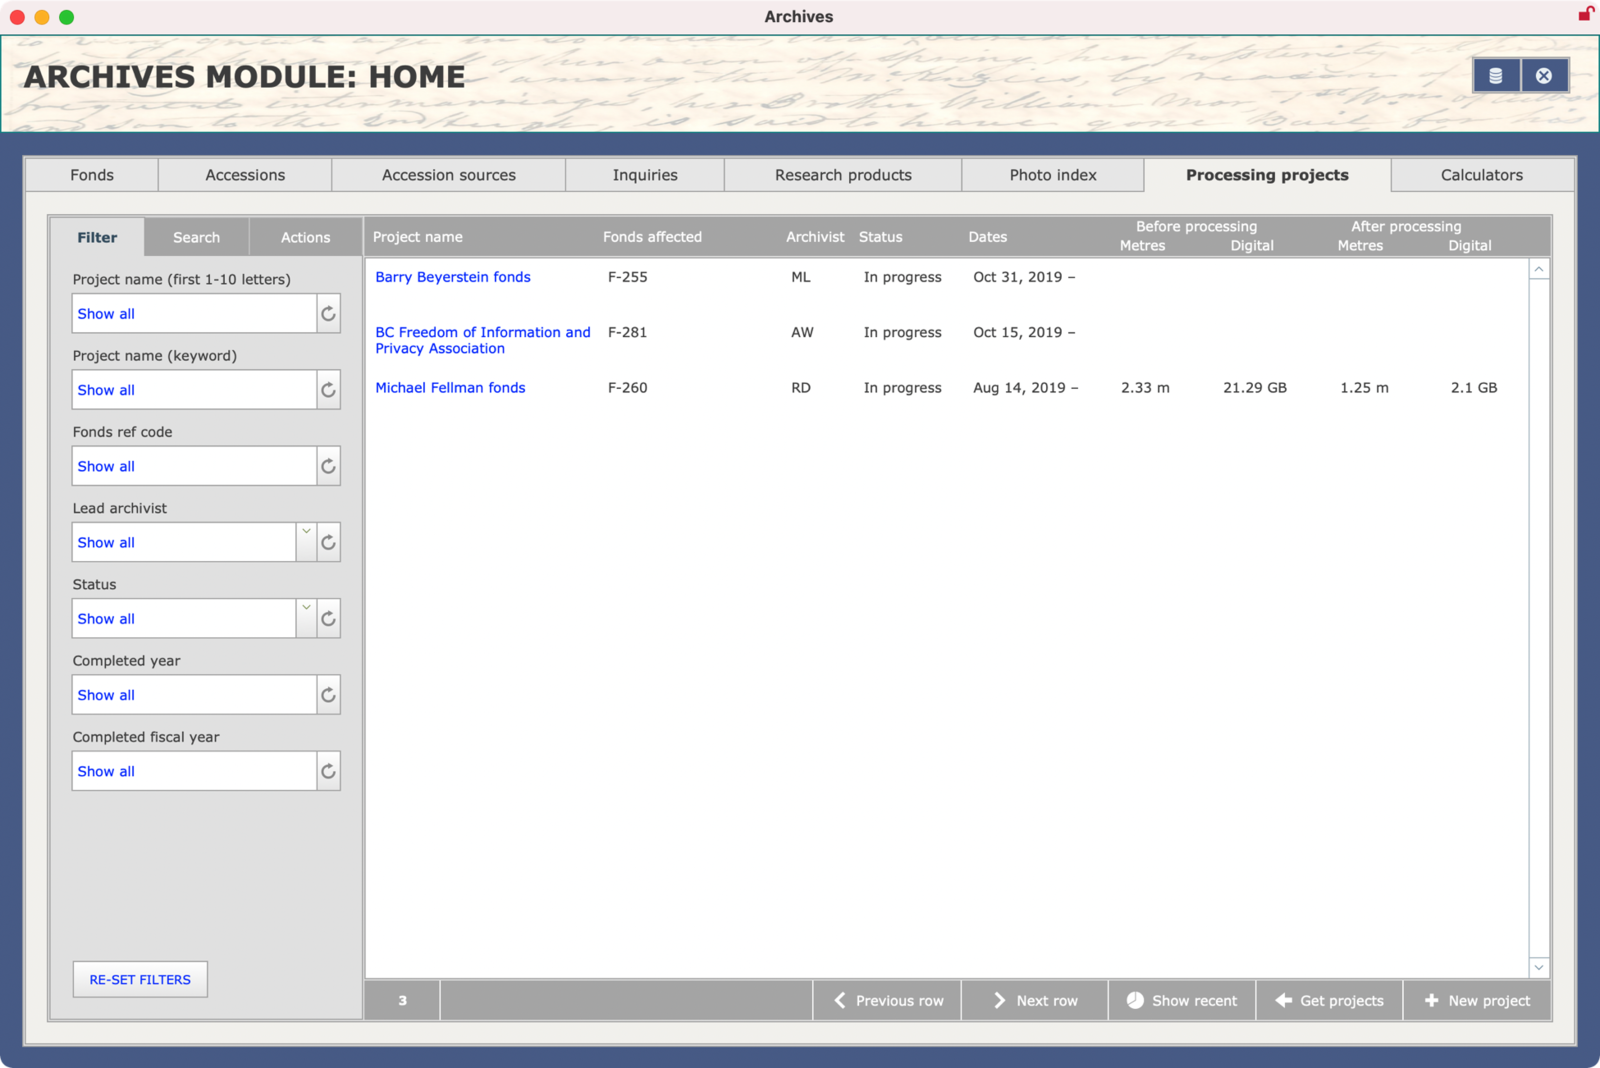 Archives
ARCHIVES MODULE: HOME
Fonds
Accessions
Accession sources
Inquiries
Research products
Photo index
Processing projects
Calculators
Filter
Search
Actions
Project name (first 1-10 letters)
Show all
Project name (keyword)
Show all
Fonds ref code
Show all
Lead archivist
Show all
Status
Show all
Completed year
Show all
Completed fiscal year
Show all
RE-SET FILTERS
Before processing After processing
Project name Fonds affected Archivist Status Dates Metres Digital Metres Digital
Barry Beyerstein fonds F-255 ML In progress Oct 31, 2019 –
BC Freedom of Information and F-281 AW In progress Oct 15, 2019 –
Privacy Association
Michael Fellman fonds F-260 RD In progress Aug 14, 2019 – 2.33 m 21.29 GB 1.25 m 2.1 GB
3
Previous row
Next row
Show recent
Get projects
New project